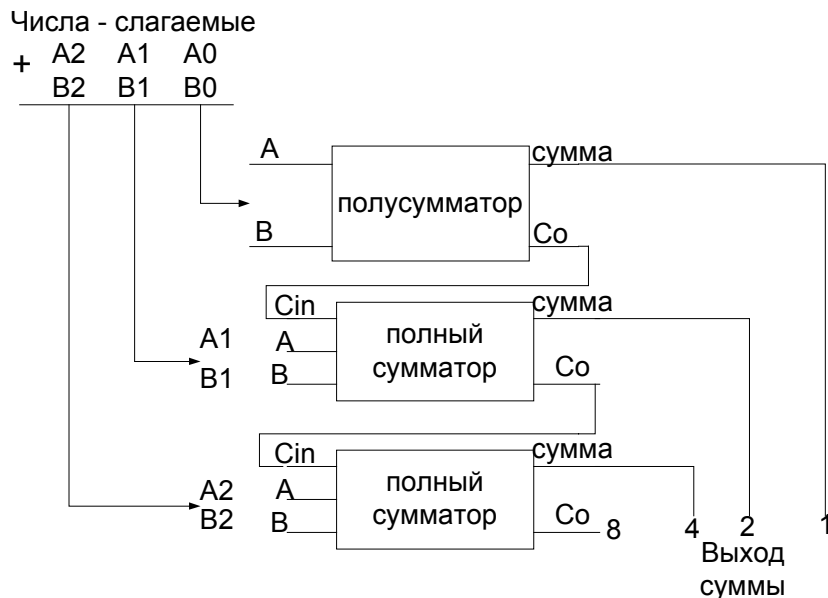 Числа - слагаемые
+ A2 A1 A0
B2 B1 B0
A сумма
полусумматор
B Co
Cin сумма
A1 A полный
B1 B сумматор Co
Cin сумма
A2 A полный
B2 B сумматор Co 8 4 2 1
Выход
суммы